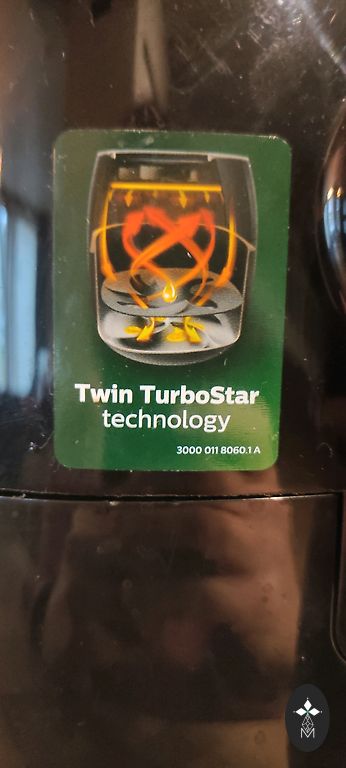 Twin TurboStar
technology
3000 011 8060.1 A
M